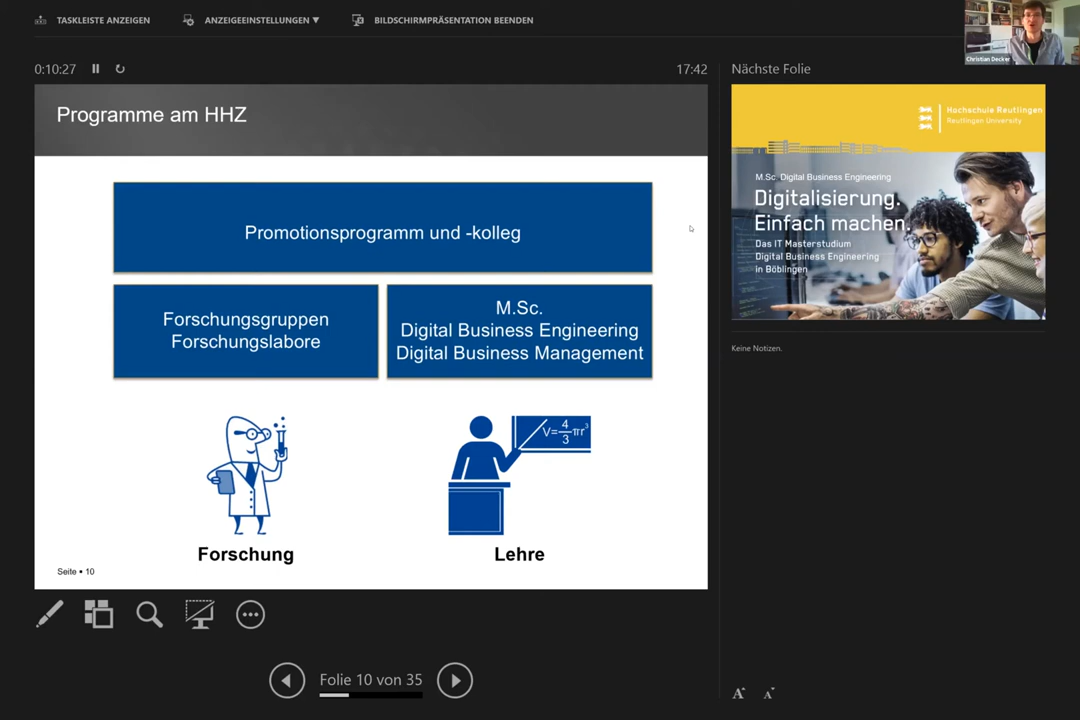 TASKLEISTE ANZEIGEN
ANZEIGEEINSTELLUNGEN ▼
BILDSCHIRMPRÄSENTATION BEENDEN
Christian Decker
0:10:27
17:42
Nächste Folie
Programme am HHZ
Promotionsprogramm und -kolleg
Forschungsgruppen
Forschungslabore
M.Sc.
Digital Business Engineering
Digital Business Management
V=4/3πr³
Forschung
Lehre
Seite ▪ 10
Hochschule Reutlingen
Reutlingen University
M.Sc. Digital Business Engineering
Digitalisierung.
Einfach machen.
Das IT Masterstudium
Digital Business Engineering
in Böblingen
Keine Notizen.
Folie 10 von 35
A
A